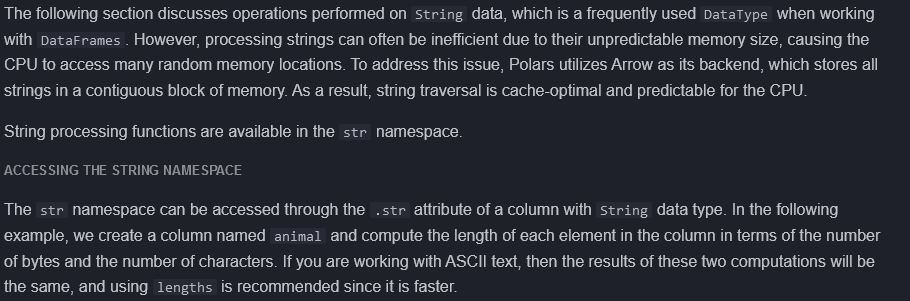 The following section discusses operations performed on String data, which is a frequently used DataType when working
with DataFrames. However, processing strings can often be inefficient due to their unpredictable memory size, causing the
CPU to access many random memory locations. To address this issue, Polars utilizes Arrow as its backend, which stores all
strings in a contiguous block of memory. As a result, string traversal is cache-optimal and predictable for the CPU.
String processing functions are available in the str namespace.
ACCESSING THE STRING NAMESPACE
The str namespace can be accessed through the .str attribute of a column with String data type. In the following
example, we create a column named animal and compute the length of each element in the column in terms of the number
of bytes and the number of characters. If you are working with ASCII text, then the results of these two computations will be
the same, and using lengths is recommended since it is faster.